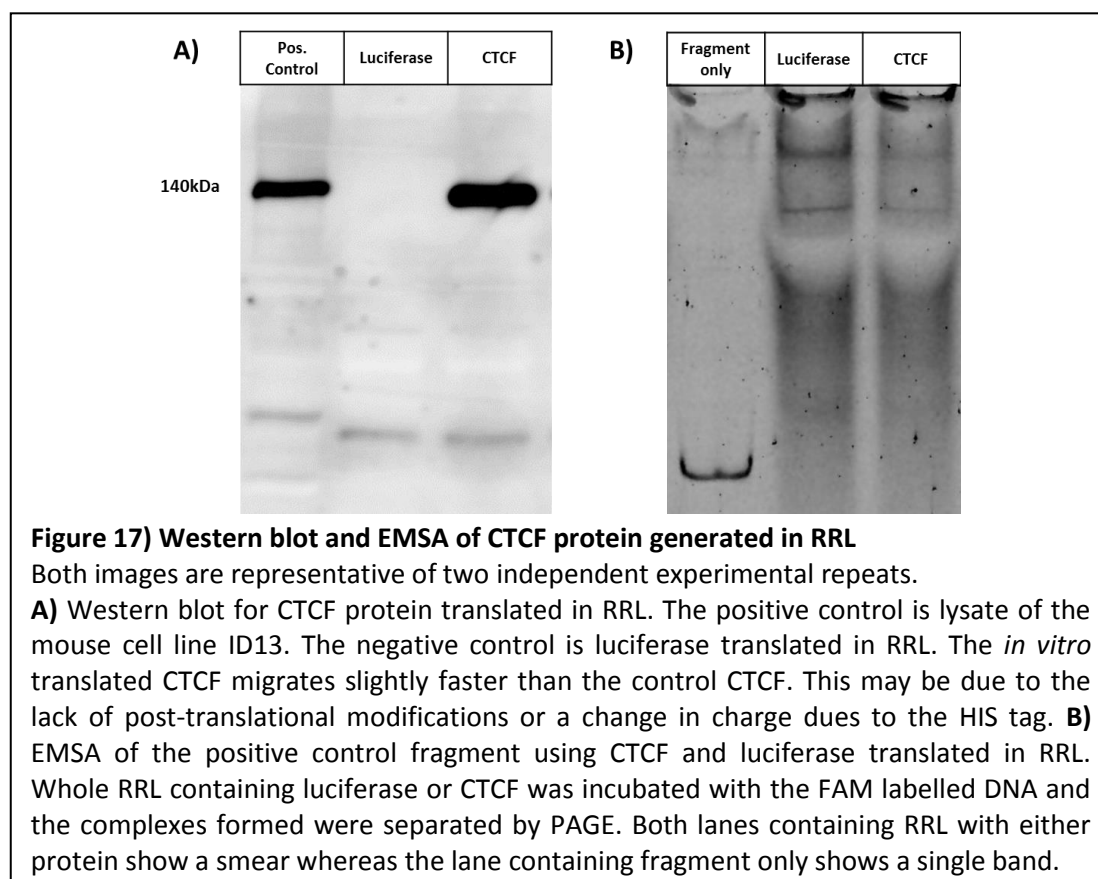 A)
Pos. Control
Luciferase
CTCF
140kDa
B)
Fragment only
Luciferase
CTCF
Figure 17) Western blot and EMSA of CTCF protein generated in RRL
Both images are representative of two independent experimental repeats.
A) Western blot for CTCF protein translated in RRL. The positive control is lysate of the
mouse cell line ID13. The negative control is luciferase translated in RRL. The in vitro
translated CTCF migrates slightly faster than the control CTCF. This may be due to the
lack of post-translational modifications or a change in charge dues to the HIS tag. B)
EMSA of the positive control fragment using CTCF and luciferase translated in RRL.
Whole RRL containing luciferase or CTCF was incubated with the FAM labelled DNA and
the complexes formed were separated by PAGE. Both lanes containing RRL with either
protein show a smear whereas the lane containing fragment only shows a single band.